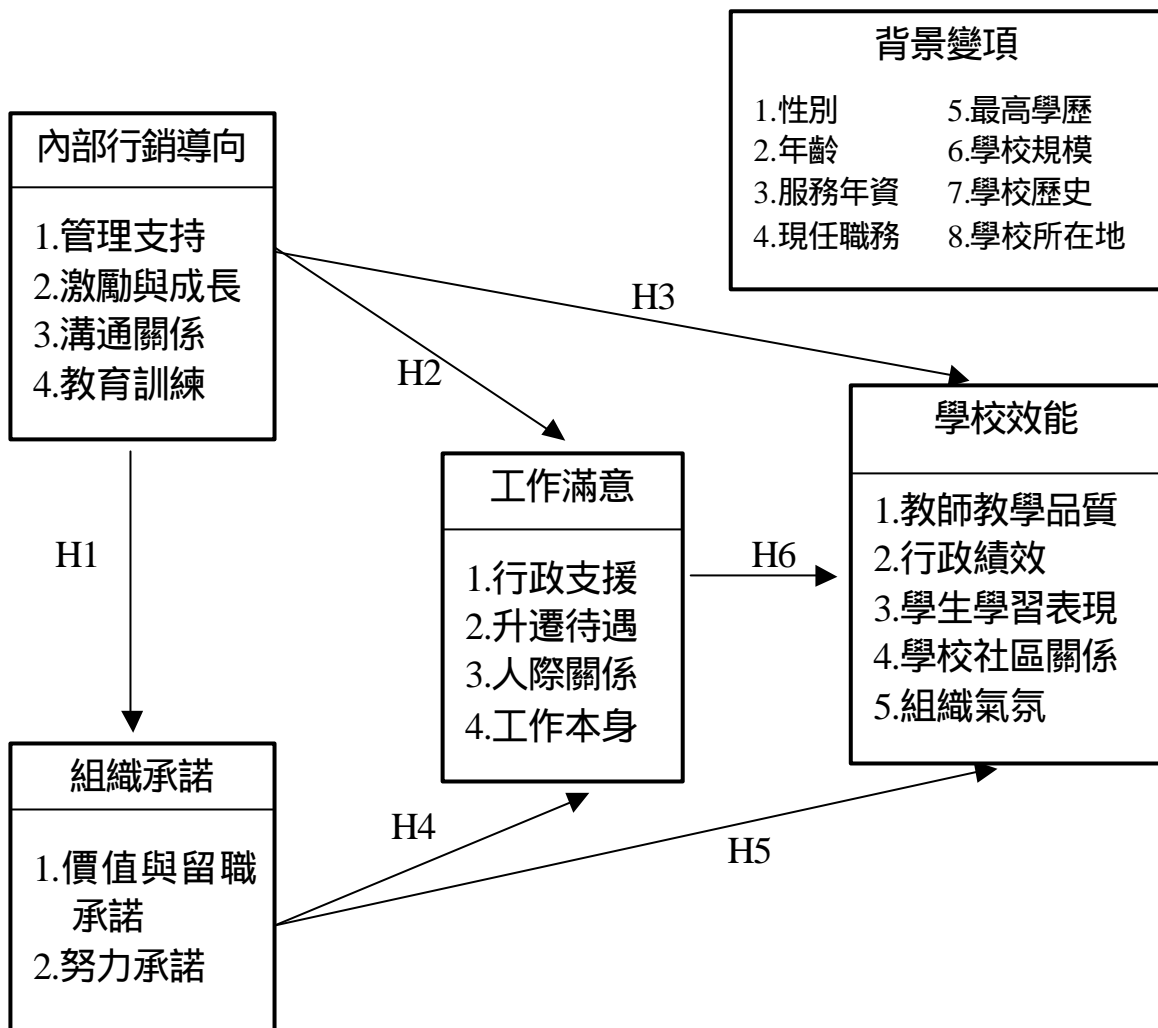 背景變項
1.性別
2.年齡
3.服務年資
4.現任職務
5.最高學歷
6.學校規模
7.學校歷史
8.學校所在地
內部行銷導向
1.管理支持
2.激勵與成長
3.溝通關係
4.教育訓練
H3
H2
H1
工作滿意
1.行政支援
2.升遷待遇
3.人際關係
4.工作本身
H6
學校效能
1.教師教學品質
2.行政績效
3.學生學習表現
4.學校社區關係
5.組織氣氛
組織承諾
1.價值與留職
承諾
2.努力承諾
H4
H5